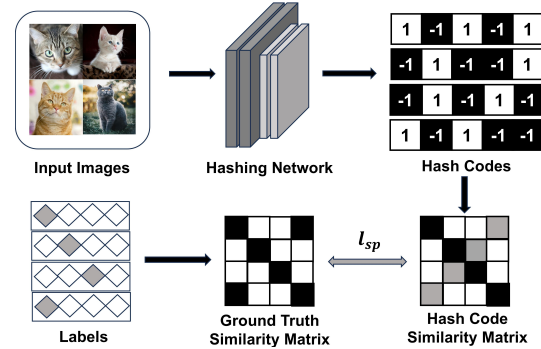 1 -1 1 -1 1
-1 1 -1 -1 1
-1 1 1 -1 1
1 -1 1 -1 -1
Input Images
Hashing Network
Hash Codes
l_sp
Labels
Ground Truth
Similarity Matrix
Hash Code
Similarity Matrix